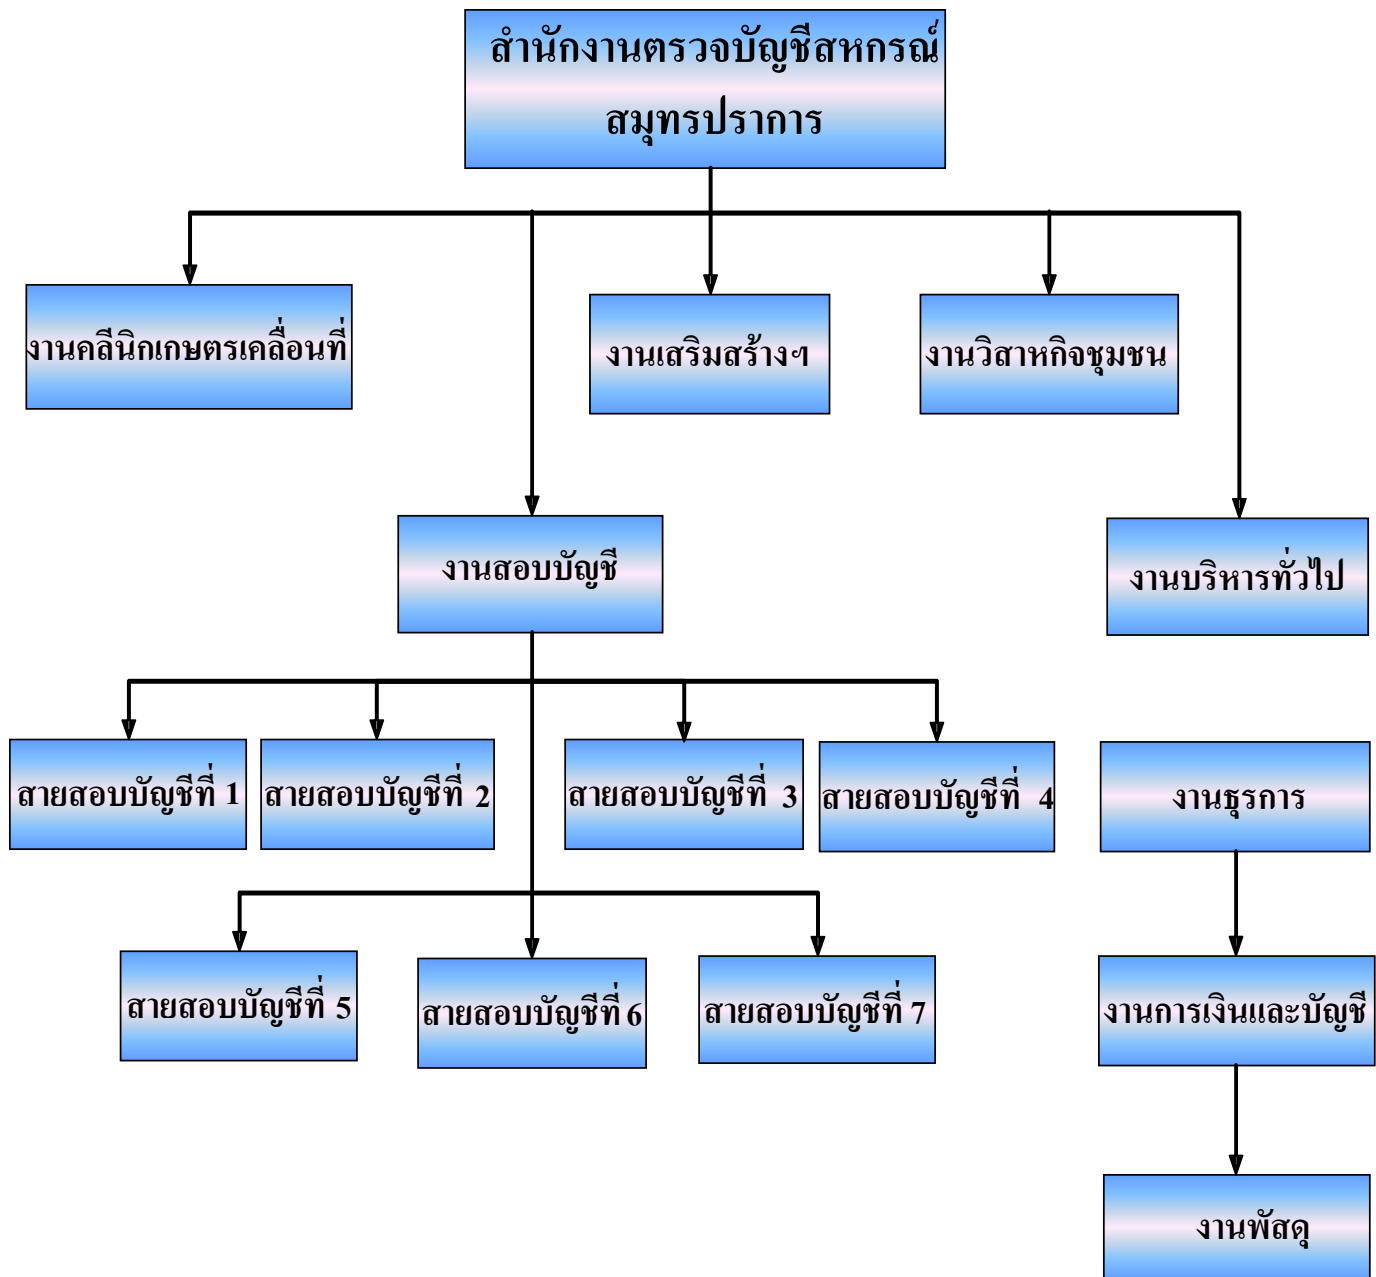 สำนักงานตรวจบัญชีสหกรณ์
สมุทรปราการ
งานคลีนิกเกษตรเคลื่อนที่
งานเสริมสร้างฯ
งานวิสาหกิจชุมชน
งานสอบบัญชี
งานบริหารทั่วไป
สายสอบบัญชีที่ 1
สายสอบบัญชีที่ 2
สายสอบบัญชีที่ 3
สายสอบบัญชีที่ 4
งานธุรการ
สายสอบบัญชีที่ 5
สายสอบบัญชีที่ 6
สายสอบบัญชีที่ 7
งานการเงินและบัญชี
งานพัสดุ